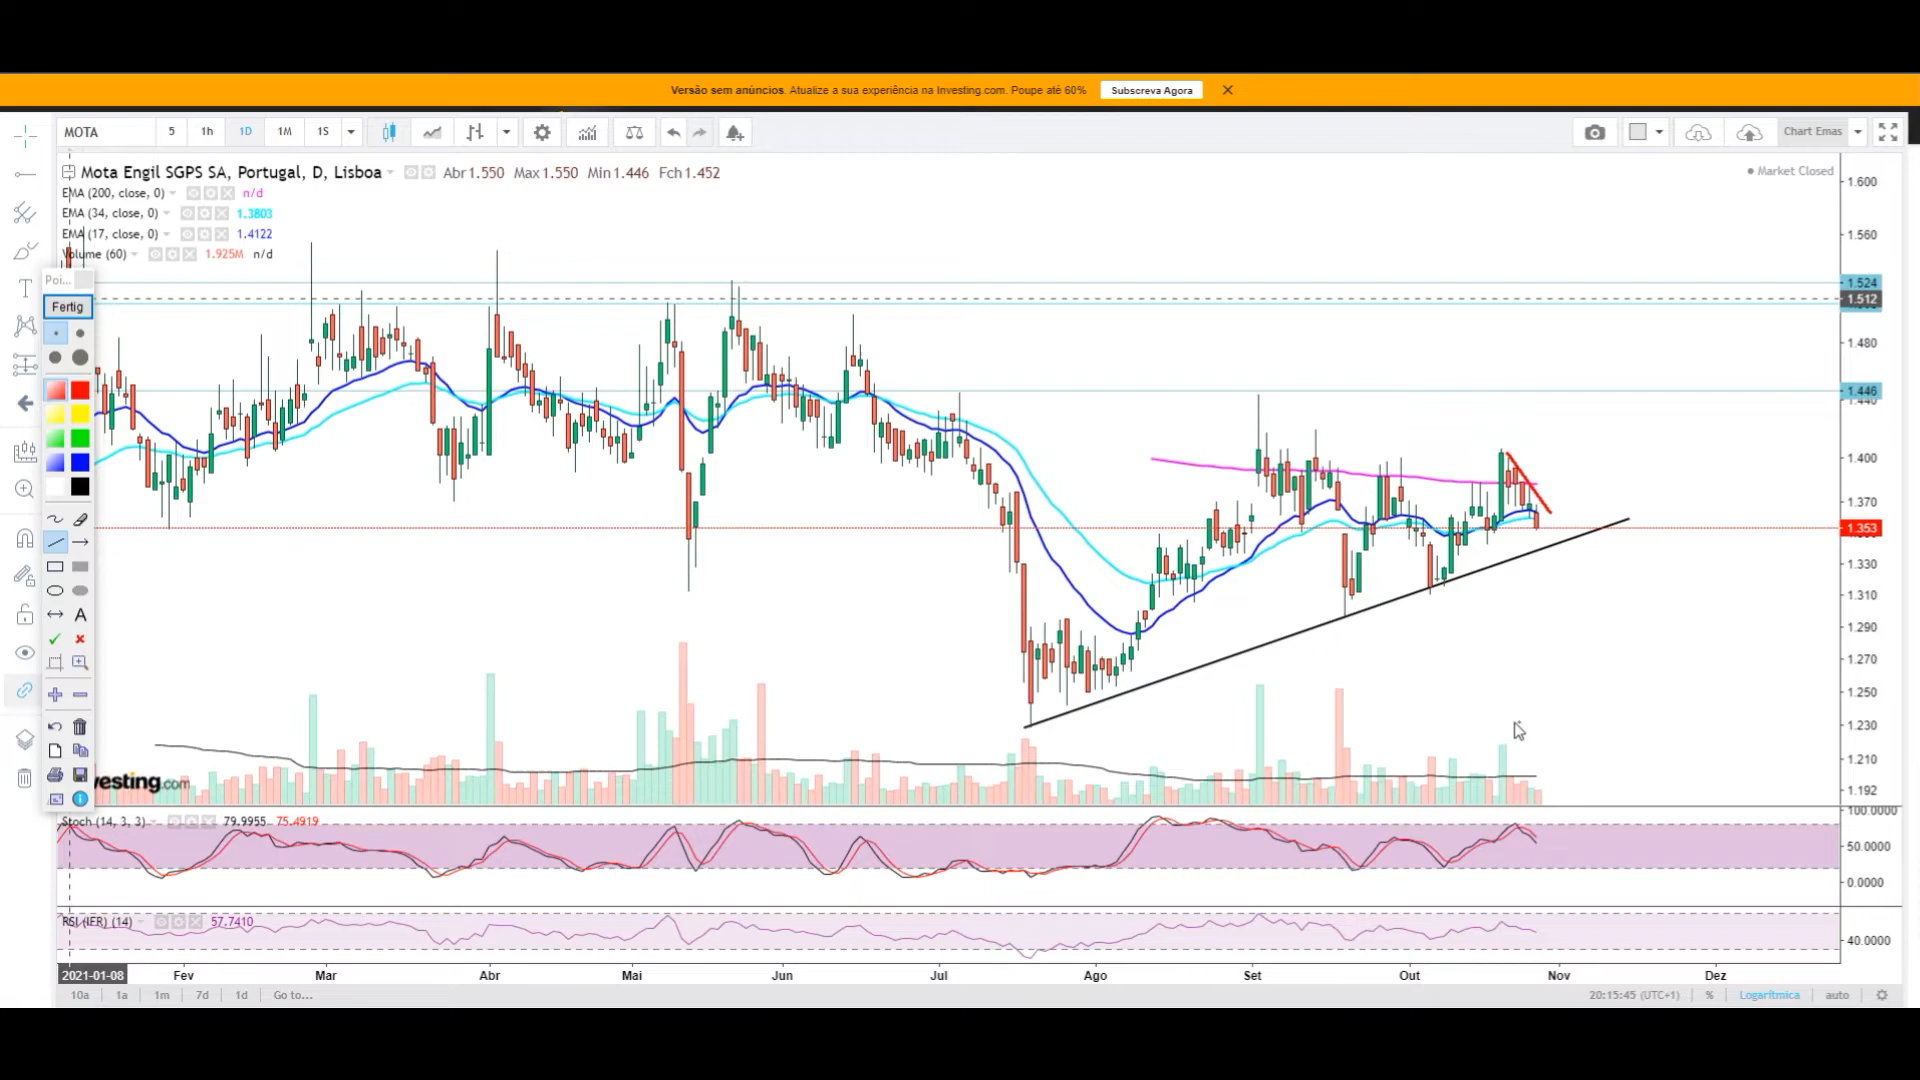 Versão sem anúncios. Atualize a sua experiência na Investing.com. Poupe até 60% Subscreva Agora
MOTA 5 1h 1D 1M 1S Chart Emas
Mota Engil SGPS SA, Portugal, D, Lisboa Abr 1.550 Max 1.550 Min 1.446 Fch 1.452
Market Closed
EMA (200, close, 0) n/d
EMA (34, close, 0) 1.3803
EMA (17, close, 0) 1.4122
Volume (60) 1.925M n/d
Poi...
Fertig
A
1.600
1.560
1.524
1.512
1.480
1.446
1.440
1.400
1.370
1.353
1.330
1.310
1.290
1.270
1.250
1.230
1.210
1.192
vesting.com
Stoch (14, 3, 3) 79.9955 75.4919
100.0000
50.0000
0.0000
RSI (IER) (14) 57.7410
40.0000
2021-01-08 Fev Mar Abr Mai Jun Jul Ago Set Out Nov Dez
10a 1a 1m 7d 1d Go to... 20:15:45 (UTC+1) % Logarítmica auto